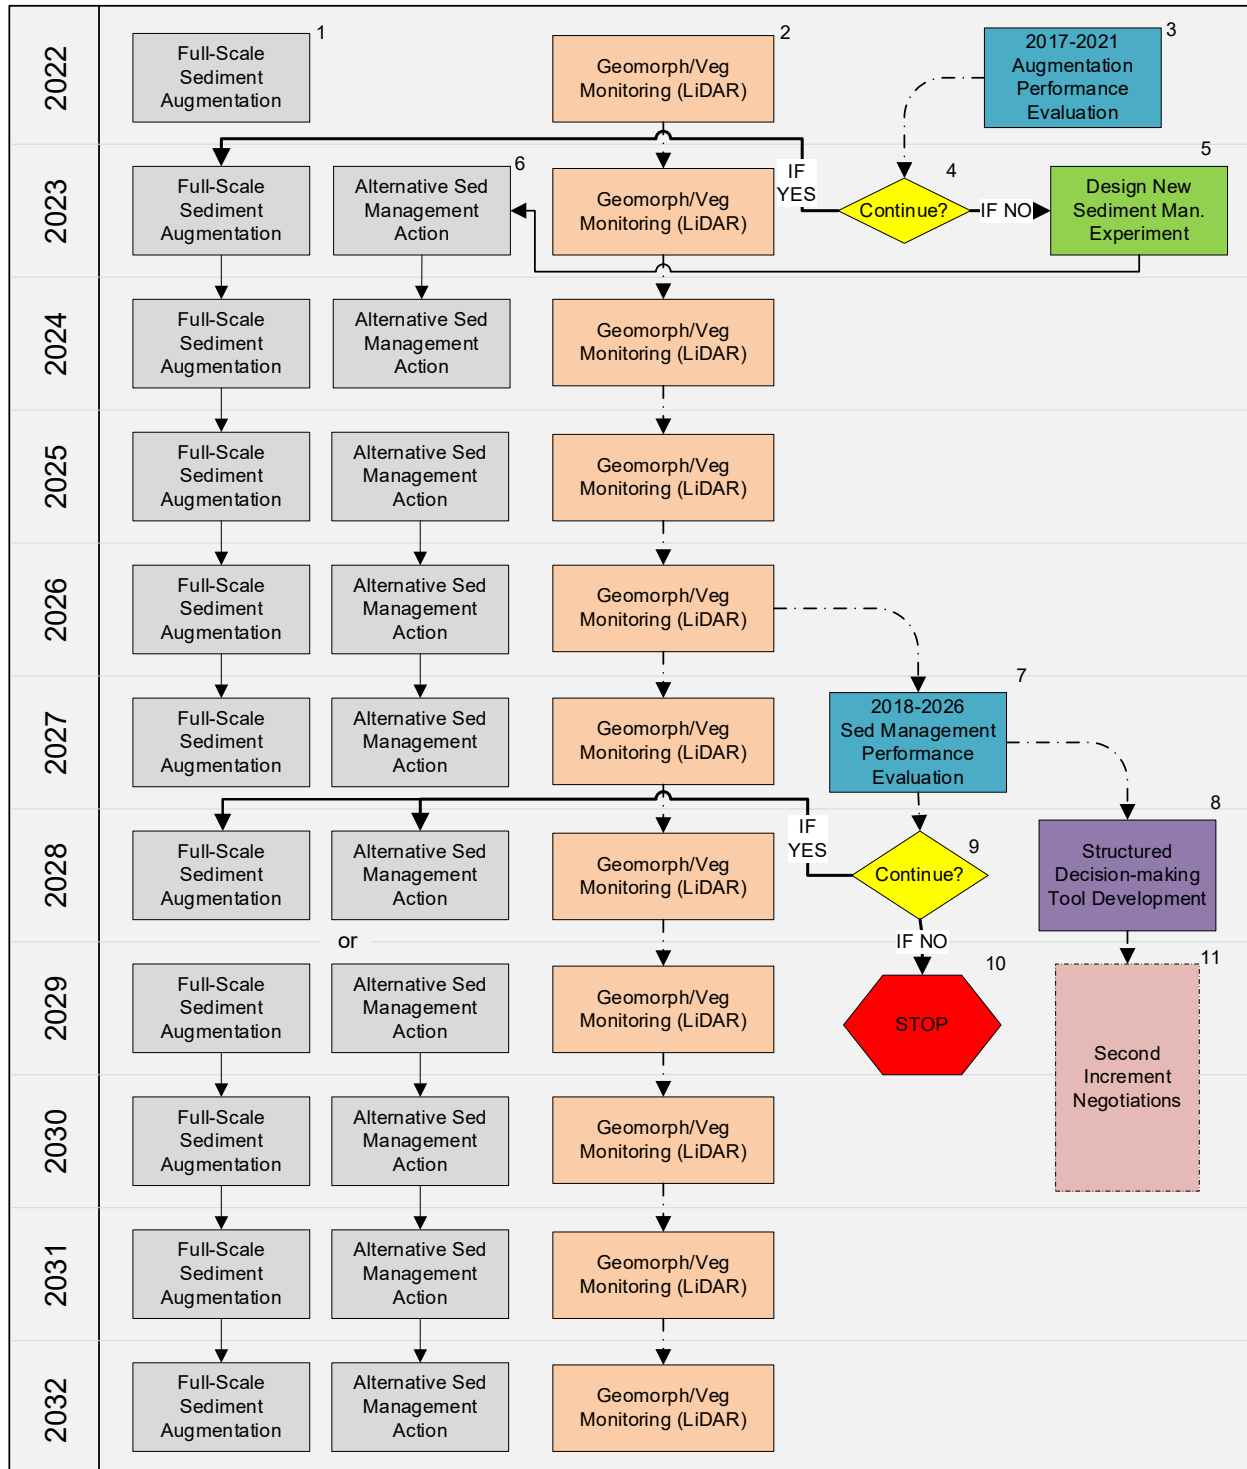 2022
Full-Scale
Sediment
Augmentation
1
Geomorph/Veg
Monitoring (LiDAR)
2
2017-2021
Augmentation
Performance
Evaluation
3
2023
Full-Scale
Sediment
Augmentation
Alternative Sed
Management
Action
6
Geomorph/Veg
Monitoring (LiDAR)
IF
YES
Continue?
4
IF NO
Design New
Sediment Man.
Experiment
5
2024
Full-Scale
Sediment
Augmentation
Alternative Sed
Management
Action
Geomorph/Veg
Monitoring (LiDAR)
2025
Full-Scale
Sediment
Augmentation
Alternative Sed
Management
Action
Geomorph/Veg
Monitoring (LiDAR)
2026
Full-Scale
Sediment
Augmentation
Alternative Sed
Management
Action
Geomorph/Veg
Monitoring (LiDAR)
2027
Full-Scale
Sediment
Augmentation
Alternative Sed
Management
Action
Geomorph/Veg
Monitoring (LiDAR)
2018-2026
Sed Management
Performance
Evaluation
7
2028
Full-Scale
Sediment
Augmentation
Alternative Sed
Management
Action
Geomorph/Veg
Monitoring (LiDAR)
IF
YES
Continue?
9
IF NO
Structured
Decision-making
Tool Development
8
or
2029
Full-Scale
Sediment
Augmentation
Alternative Sed
Management
Action
Geomorph/Veg
Monitoring (LiDAR)
STOP
10
Second
Increment
Negotiations
11
2030
Full-Scale
Sediment
Augmentation
Alternative Sed
Management
Action
Geomorph/Veg
Monitoring (LiDAR)
2031
Full-Scale
Sediment
Augmentation
Alternative Sed
Management
Action
Geomorph/Veg
Monitoring (LiDAR)
2032
Full-Scale
Sediment
Augmentation
Alternative Sed
Management
Action
Geomorph/Veg
Monitoring (LiDAR)